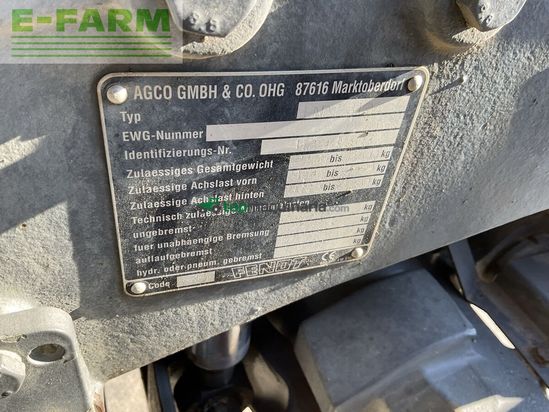 E-FARM
AGCO GMBH & CO. OHG 87616 Marktoberdorf
Typ
EWG-Nummer
Identifizierungs-Nr.
Zulaessiges Gesamtgewicht bis kg
Zulaessige Achslast vorn bis kg
Zulaessige Achslast hinten bis kg
Technisch zulaessige kg
ungebremst- kg
fuer unabhaengige Bremsung kg
auflaufgebremst kg
hydr. oder pneum. gebremst kg
Code FENDT CE